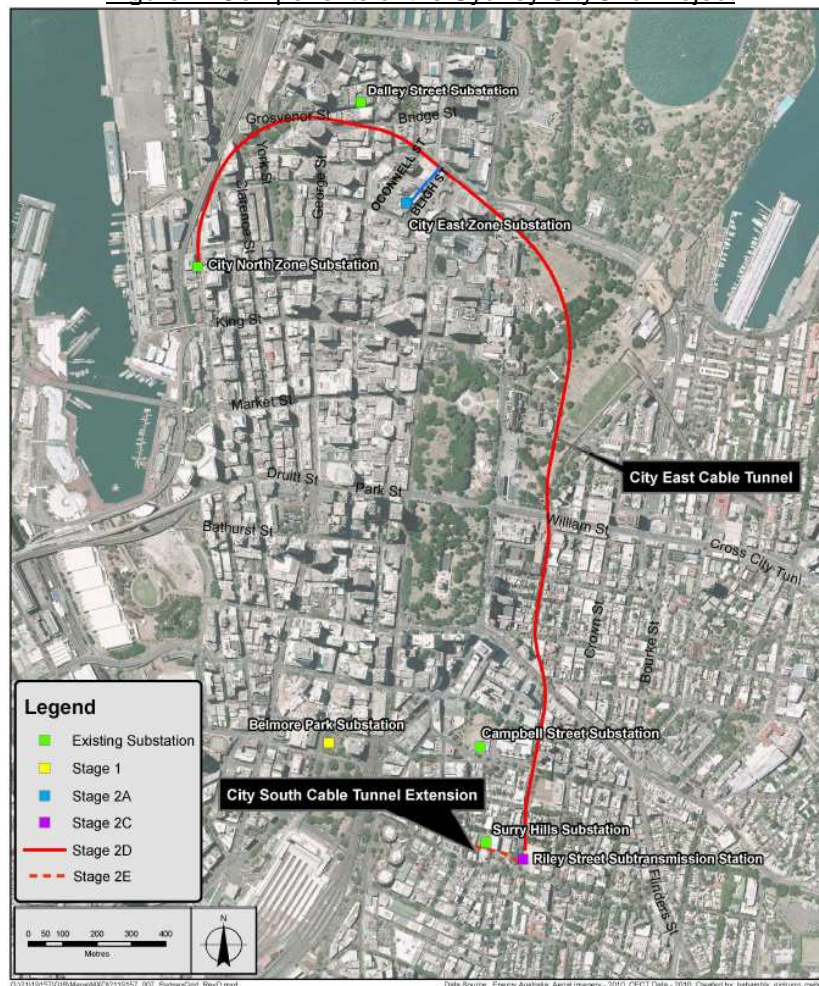 Dalley Street Substation
Grosvenor St
Bridge St
York St
Clarence St
George St
OCONNELL ST
BLIGH ST
City East Zone Substation
City North Zone Substation
King St
Market St
City East Cable Tunnel
Druitt St
Park St
William St
Bathurst St
Cross City Tunl
Crown St
Bourke St
Legend
Existing Substation
Stage 1
Stage 2A
Stage 2C
Stage 2D
Stage 2E
Belmore Park Substation
Campbell Street Substation
City South Cable Tunnel Extension
Surry Hills Substation
Riley Street Subtransmission Station
Flinders St
0 50 100 200 300 400
Metres
N